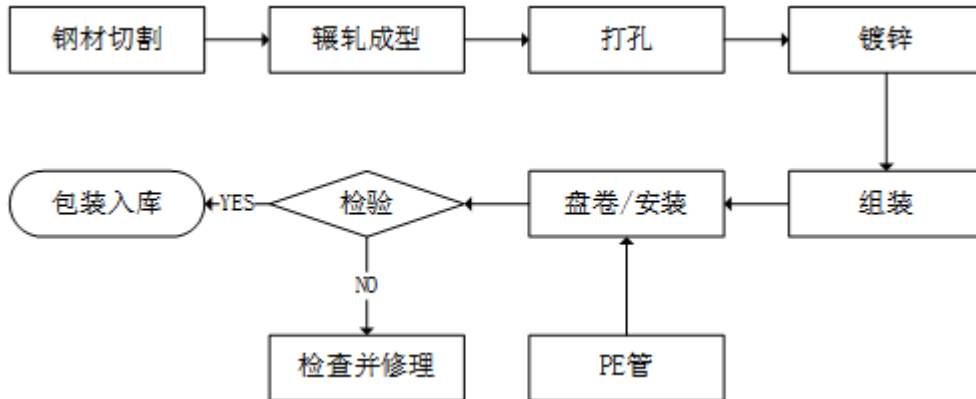 钢材切割
辗轧成型
打孔
镀锌
包装入库
YES
检验
盘卷/安装
组装
NO
检查并修理
PE管